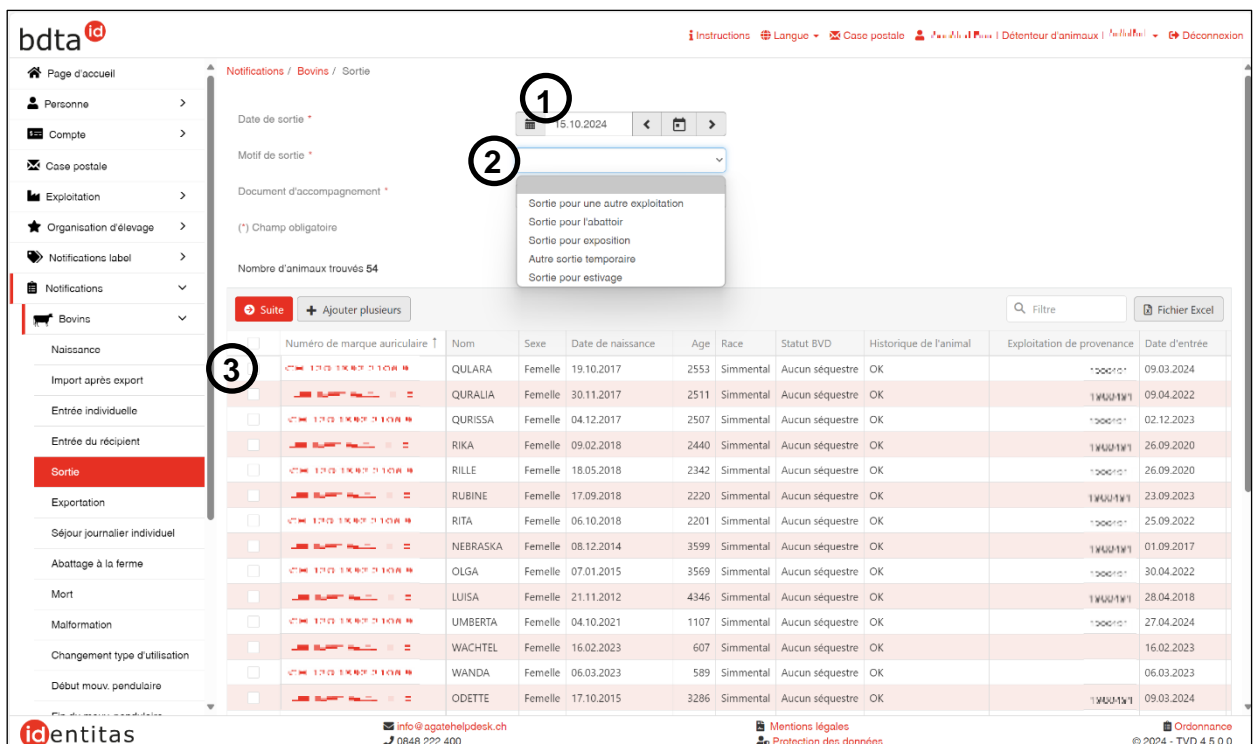 bdta id
Instructions Langue Case postale | Détenteur d'animaux | Déconnexion
Page d'accueil
Personne
Compte
Case postale
Exploitation
Organisation d'élevage
Notifications label
Notifications
Bovins
Naissance
Import après export
Entrée individuelle
Entrée du récipient
Sortie
Exportation
Séjour journalier individuel
Abattage à la ferme
Mort
Malformation
Changement type d'utilisation
Début mouv. pendulaire
Fin du mouv. pendulaire
Notifications / Bovins / Sortie
1
Date de sortie * 15.10.2024
Motif de sortie * 2
Document d'accompagnement *
(*) Champ obligatoire
Sortie pour une autre exploitation
Sortie pour l'abattoir
Sortie pour exposition
Autre sortie temporaire
Sortie pour estivage
Nombre d'animaux trouvés 54
Suite Ajouter plusieurs Filtre Fichier Excel
Numéro de marque auriculaire ↑ Nom Sexe Date de naissance Age Race Statut BVD Historique de l'animal Exploitation de provenance Date d'entrée
3 QULARA Femelle 19.10.2017 2553 Simmental Aucun séquestre OK 09.03.2024
QURALIA Femelle 30.11.2017 2511 Simmental Aucun séquestre OK 09.04.2022
QURISSA Femelle 04.12.2017 2507 Simmental Aucun séquestre OK 02.12.2023
RIKA Femelle 09.02.2018 2440 Simmental Aucun séquestre OK 26.09.2020
RILLE Femelle 18.05.2018 2342 Simmental Aucun séquestre OK 26.09.2020
RUBINE Femelle 17.09.2018 2220 Simmental Aucun séquestre OK 23.09.2023
RITA Femelle 06.10.2018 2201 Simmental Aucun séquestre OK 25.09.2022
NEBRASKA Femelle 08.12.2014 3599 Simmental Aucun séquestre OK 01.09.2017
OLGA Femelle 07.01.2015 3569 Simmental Aucun séquestre OK 30.04.2022
LUISA Femelle 21.11.2012 4346 Simmental Aucun séquestre OK 28.04.2018
UMBERTA Femelle 04.10.2021 1107 Simmental Aucun séquestre OK 27.04.2024
WACHTEL Femelle 16.02.2023 607 Simmental Aucun séquestre OK 16.02.2023
WANDA Femelle 06.03.2023 589 Simmental Aucun séquestre OK 06.03.2023
ODETTE Femelle 17.10.2015 3286 Simmental Aucun séquestre OK 09.03.2024
identitas
info@agatehelpdesk.ch
0848 222 400
Mentions légales
Protection des données
Ordonnance
© 2024 - TVD 4.5.0.0